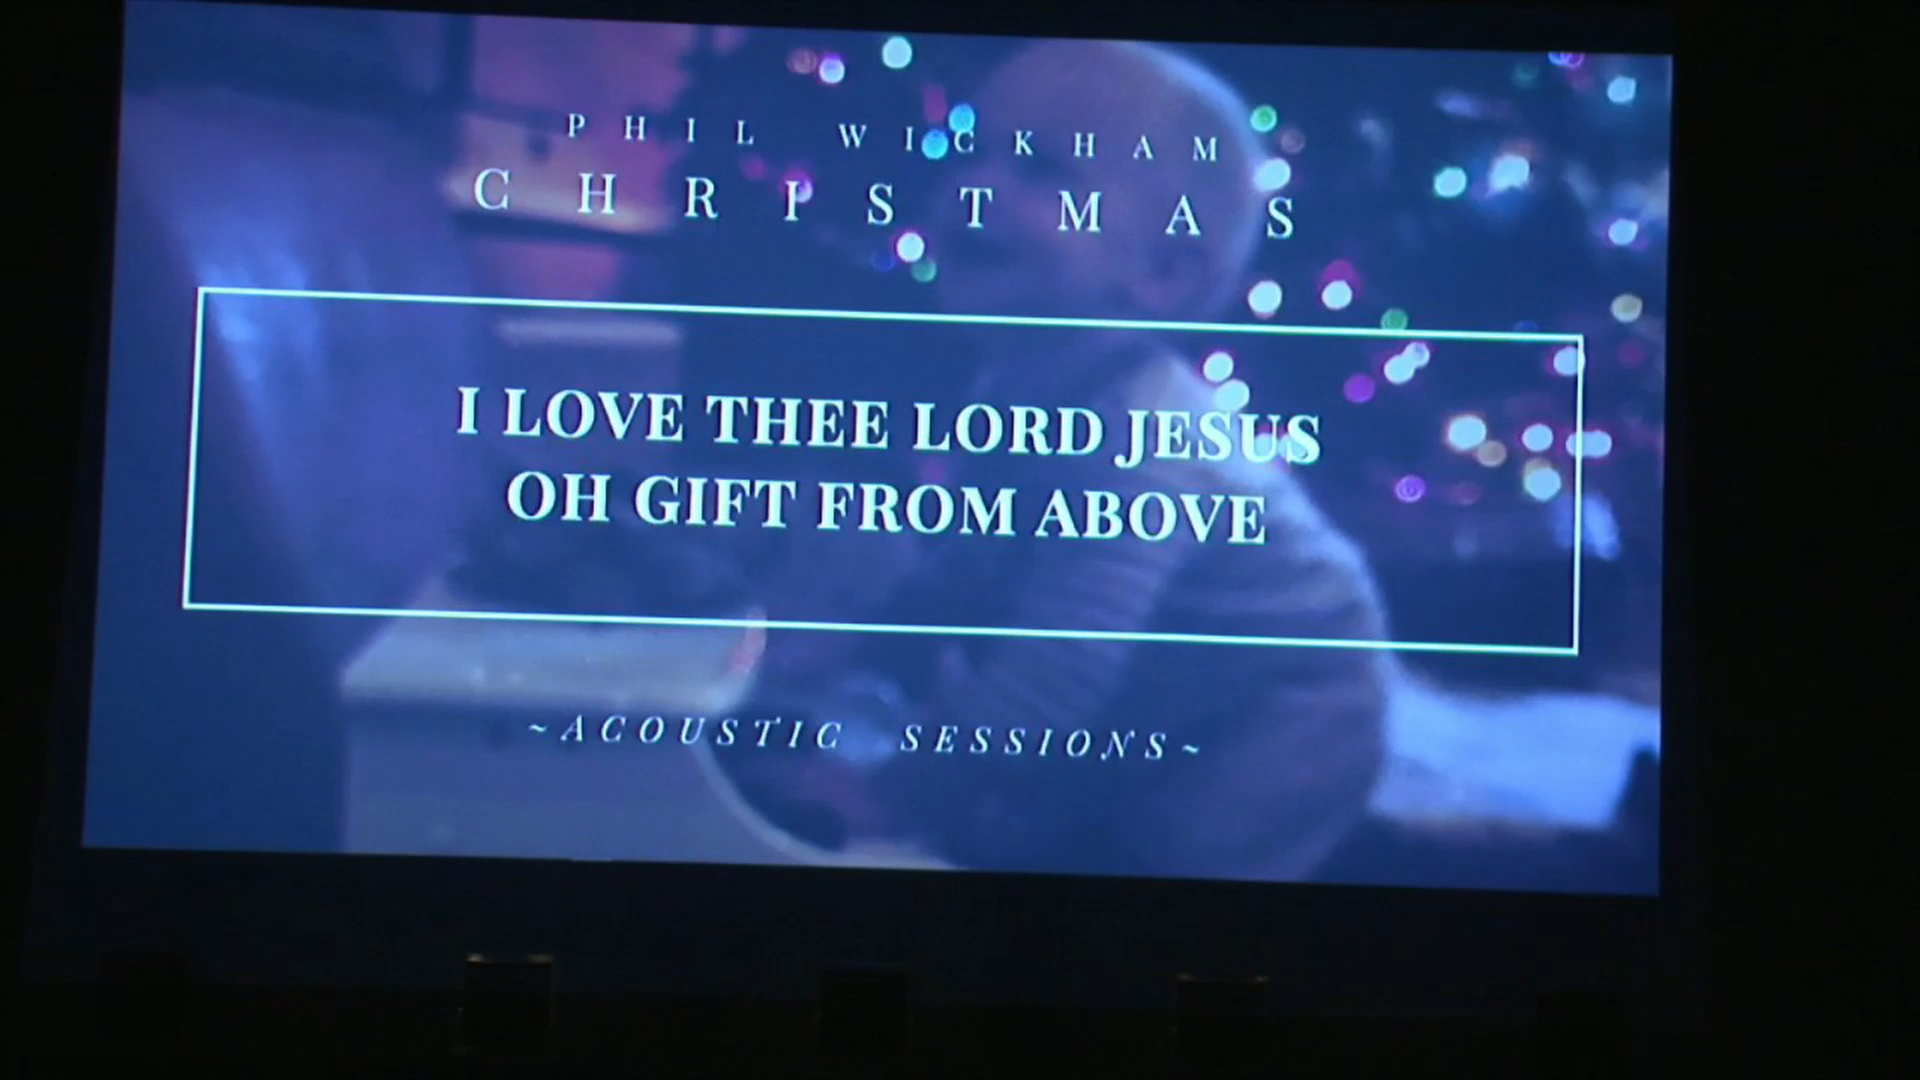 PHIL WICKHAM
CHRISTMAS
I LOVE THEE LORD JESUS
OH GIFT FROM ABOVE
~ACOUSTIC SESSIONS~